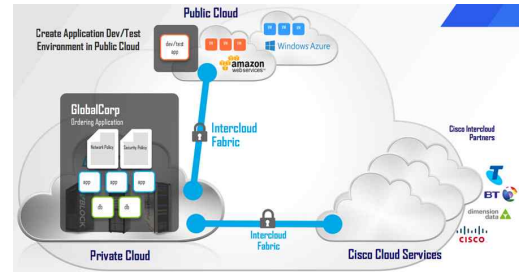 Public Cloud
Create Application Dev/Test
Environment in Public Cloud
dev/test
app
Windows Azure
amazon
webservices™
GlobalCorp
Ordering Application
Network Policy
Security Policy
app
app
app
db
db
Intercloud
Fabric
Cisco Intercloud
Partners
BT
dimension
data
CISCO
Intercloud
Fabric
Private Cloud
Cisco Cloud Services